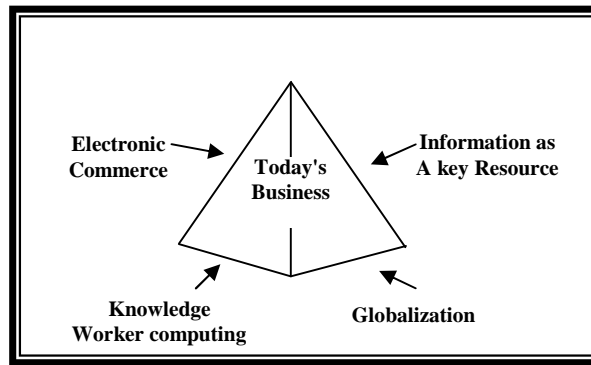 Electronic
Commerce
Today's
Business
Information as
A key Resource
Knowledge
Worker computing
Globalization